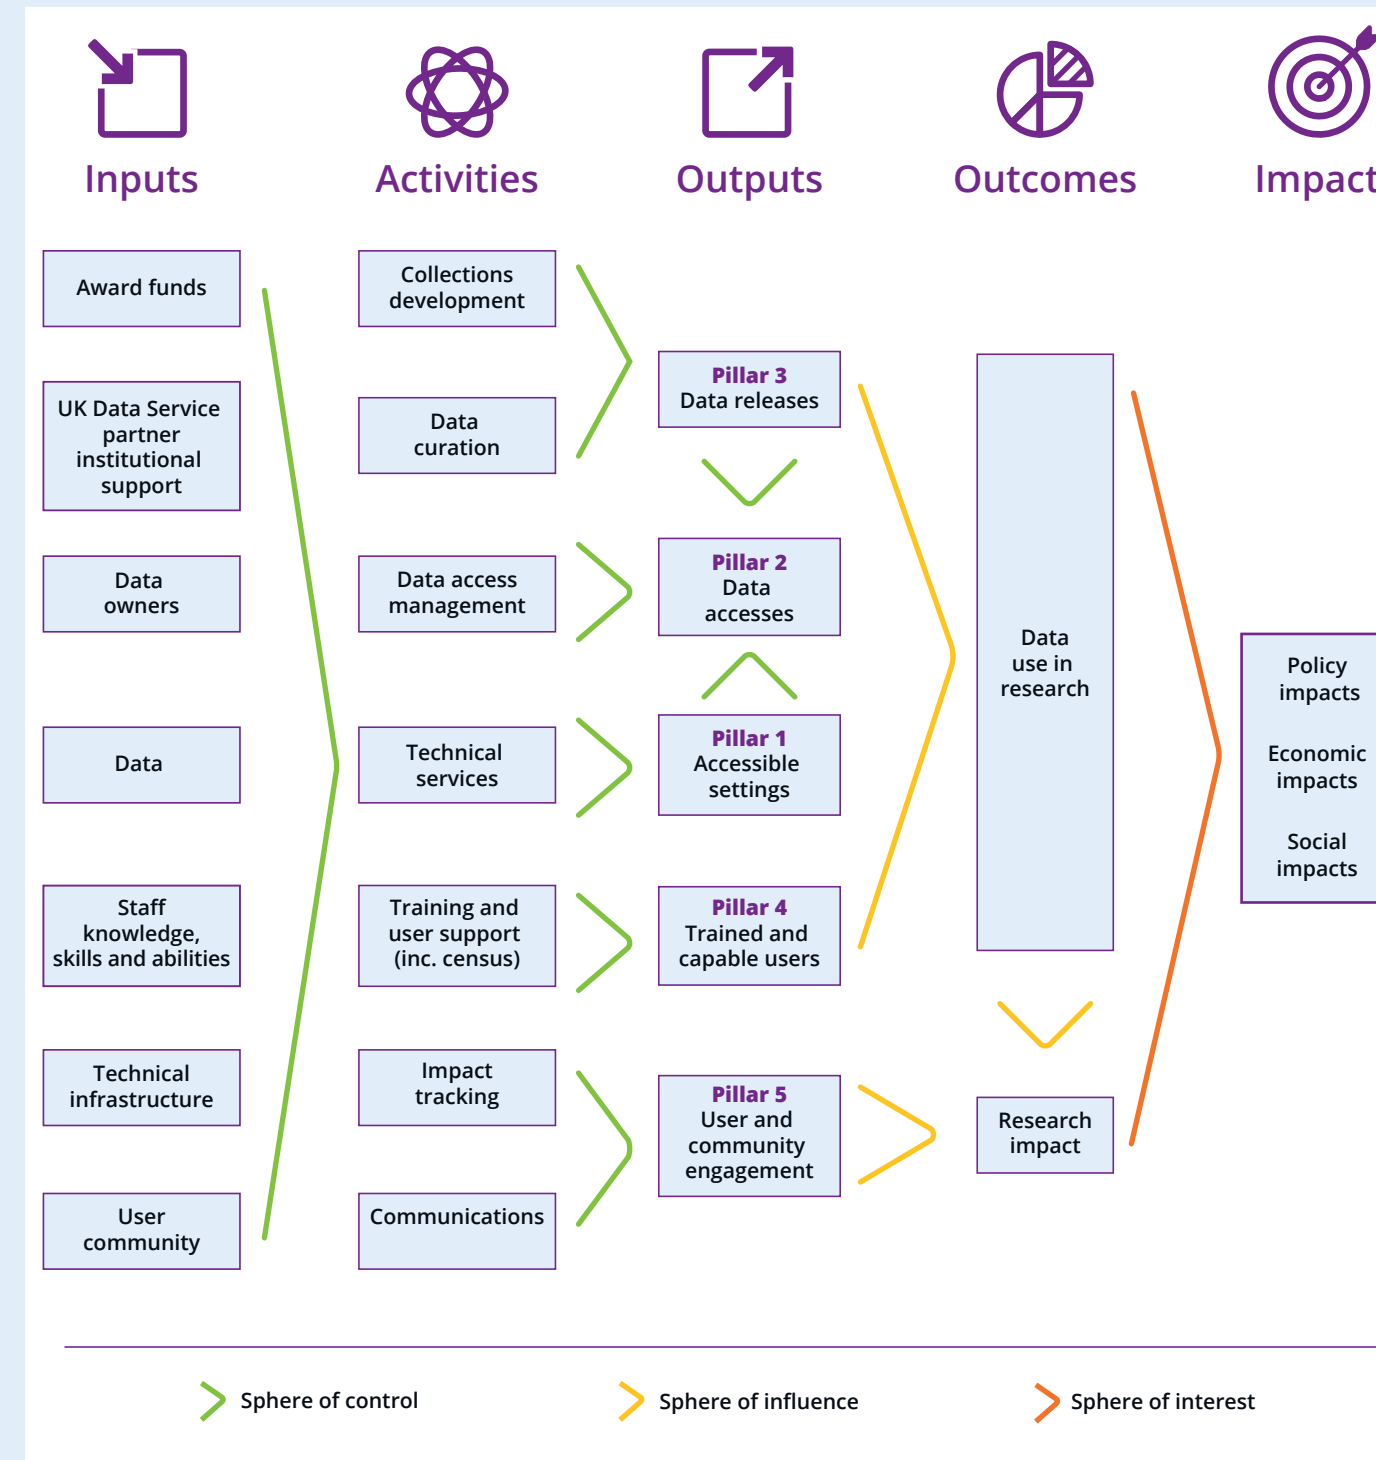 Inputs
Activities
Outputs
Outcomes
Impact
Award funds
UK Data Service
partner
institutional
support
Data
owners
Data
Staff
knowledge,
skills and abilities
Technical
infrastructure
User
community
Collections
development
Data
curation
Data access
management
Technical
services
Training and
user support
(inc. census)
Impact
tracking
Communications
Pillar 3
Data releases
Pillar 2
Data
accesses
Pillar 1
Accessible
settings
Pillar 4
Trained and
capable users
Pillar 5
User and
community
engagement
Data
use in
research
Research
impact
Policy
impacts
Economic
impacts
Social
impacts
Sphere of control
Sphere of influence
Sphere of interest